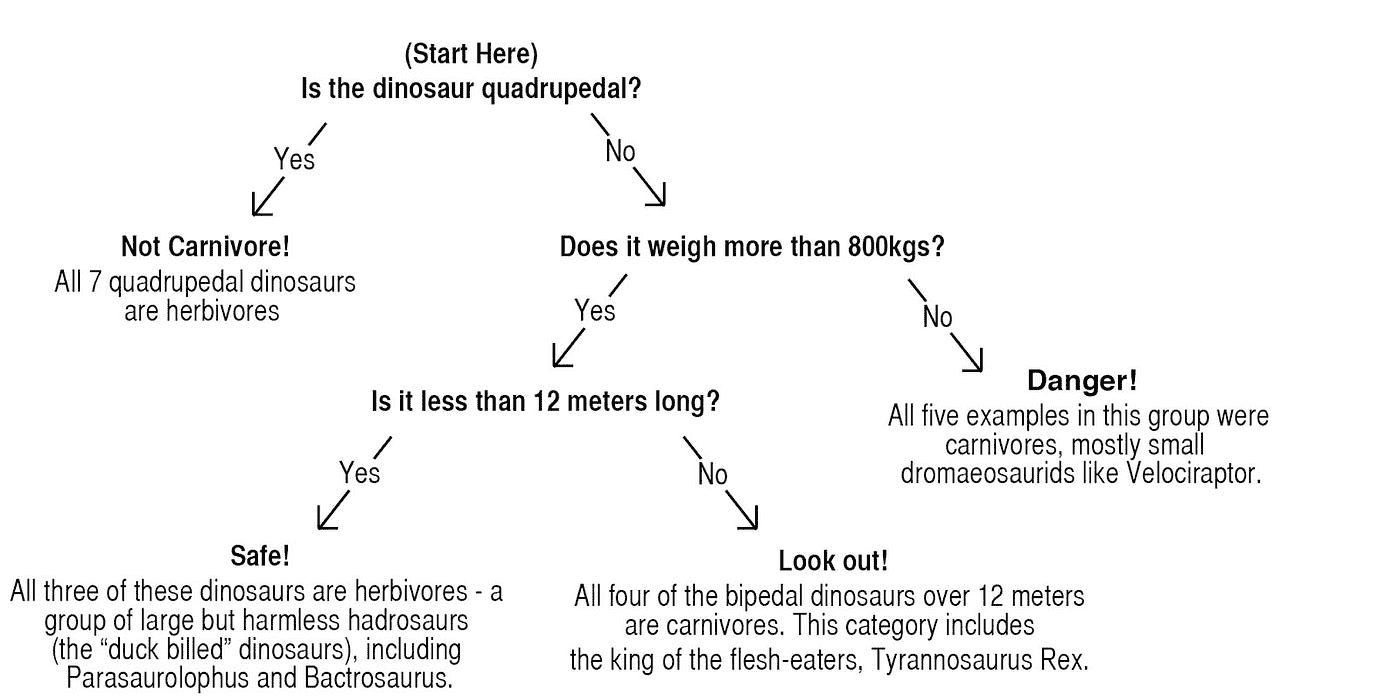 (Start Here)
Is the dinosaur quadrupedal?
Yes
No
Not Carnivore!
All 7 quadrupedal dinosaurs
are herbivores
Does it weigh more than 800kgs?
Yes
No
Is it less than 12 meters long?
Danger!
All five examples in this group were
carnivores, mostly small
dromaeosaurids like Velociraptor.
Yes
No
Safe!
All three of these dinosaurs are herbivores - a
group of large but harmless hadrosaurs
(the “duck billed” dinosaurs), including
Parasaurolophus and Bactrosaurus.
Look out!
All four of the bipedal dinosaurs over 12 meters
are carnivores. This category includes
the king of the flesh-eaters, Tyrannosaurus Rex.